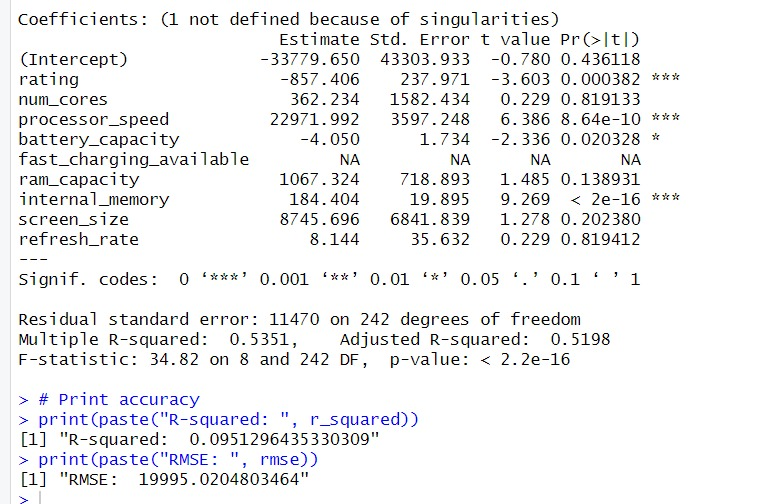 Coefficients: (1 not defined because of singularities)
Estimate Std. Error t value Pr(>|t|)
(Intercept) -33779.650 43303.933 -0.780 0.436118
rating -857.406 237.971 -3.603 0.000382 ***
num_cores 362.234 1582.434 0.229 0.819133
processor_speed 22971.992 3597.248 6.386 8.64e-10 ***
battery_capacity -4.050 1.734 -2.336 0.020328 *
fast_charging_available NA NA NA NA
ram_capacity 1067.324 718.893 1.485 0.138931
internal_memory 184.404 19.895 9.269 < 2e-16 ***
screen_size 8745.696 6841.839 1.278 0.202380
refresh_rate 8.144 35.632 0.229 0.819412
---
Signif. codes: 0 ‘***’ 0.001 ‘**’ 0.01 ‘*’ 0.05 ‘.’ 0.1 ‘ ’ 1
Residual standard error: 11470 on 242 degrees of freedom
Multiple R-squared: 0.5351, Adjusted R-squared: 0.5198
F-statistic: 34.82 on 8 and 242 DF, p-value: < 2.2e-16
> # Print accuracy
> print(paste("R-squared: ", r_squared))
[1] "R-squared:  0.0951296435330309"
> print(paste("RMSE: ", rmse))
[1] "RMSE:  19995.0204803464"
>